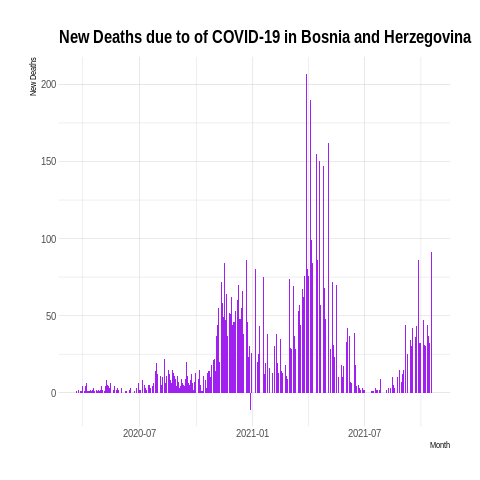 New Deaths due to of COVID-19 in Bosnia and Herzegovina
New Deaths
200
150
100
50
0
2020-07 2021-01 2021-07
Month